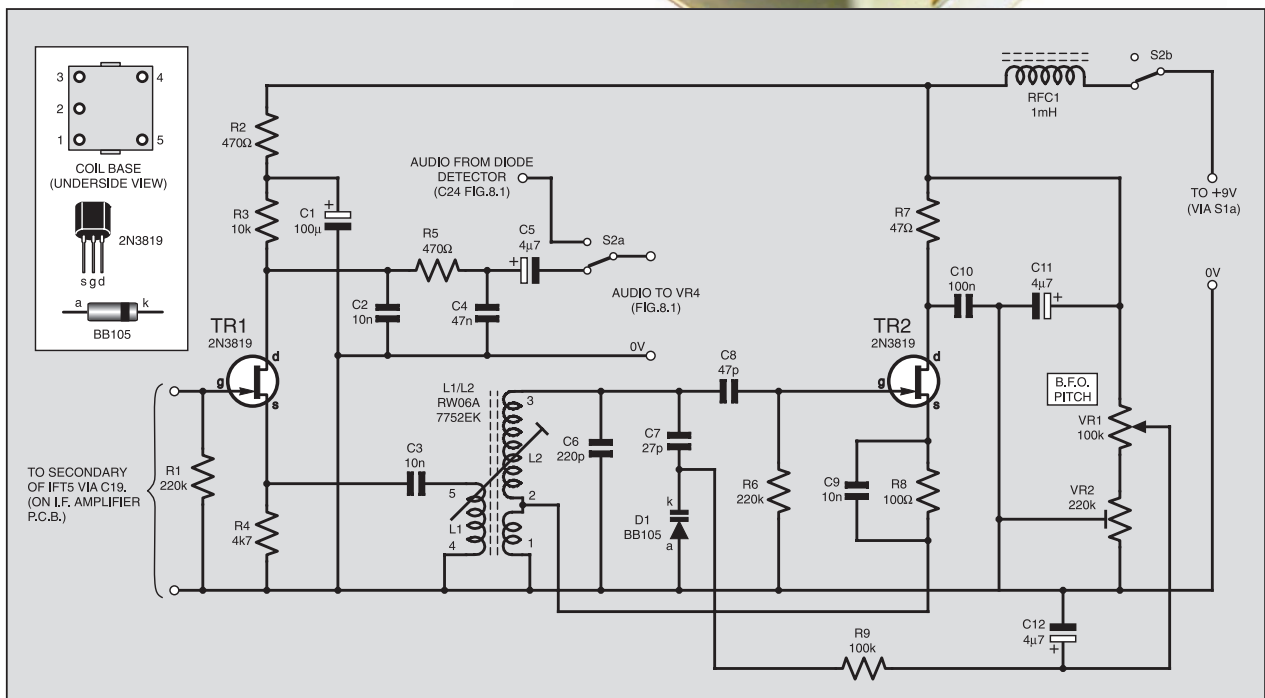 3
4
2
1
5
COIL BASE
(UNDERSIDE VIEW)
2N3819
s g d
a
k
BB105
R2
470Ω
R3
10k
C1
100µ
+
AUDIO FROM DIODE
DETECTOR
(C24 FIG.8.1)
R5
470Ω
C5
4µ7
+
S2a
AUDIO TO VR4
(FIG.8.1)
C2
10n
C4
47n
0V
RFC1
1mH
S2b
TO +9V
(VIA S1a)
0V
R7
47Ω
C10
100n
C11
4µ7
+
TR1
2N3819
d
g
s
TR2
2N3819
d
g
s
TO SECONDARY
OF IFT5 VIA C19.
(ON I.F. AMPLIFIER
P.C.B.)
R1
220k
R4
4k7
C3
10n
L1/L2
RW06A
7752EK
3
L2
2
5
L1
4
1
C6
220p
C7
27p
C8
47p
k
D1
BB105
a
R6
220k
C9
10n
R8
100Ω
B.F.O.
PITCH
VR1
100k
VR2
220k
R9
100k
C12
4µ7
+